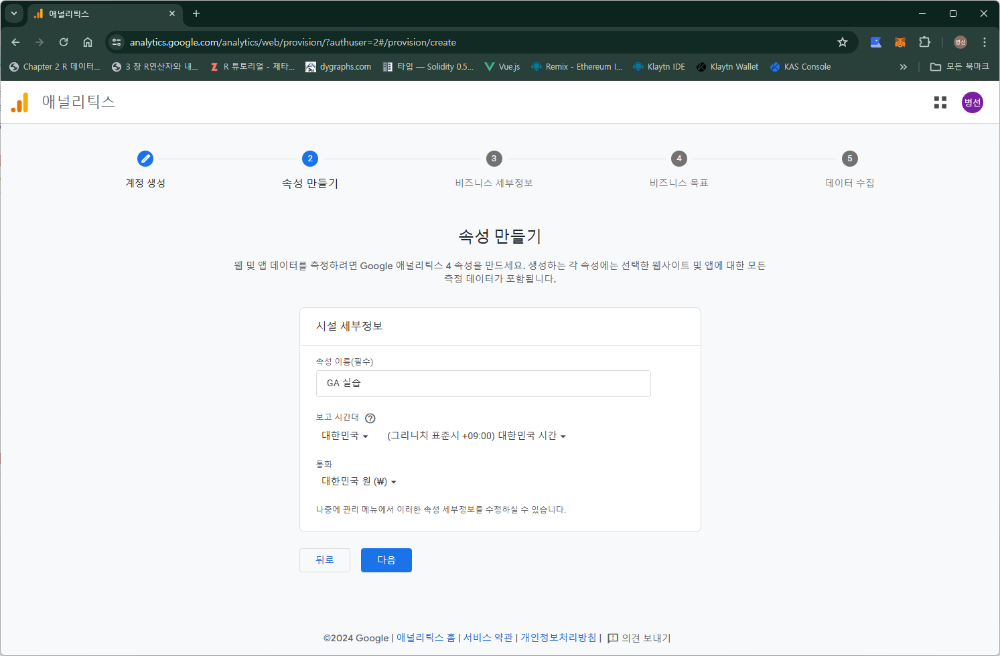 애널리틱스
analytics.google.com/analytics/web/provision/?authuser=2#/provision/create
병선
Chapter 2 R 데이터...
3 장 R연산자와 내...
R 튜토리얼 - 제타...
dygraphs.com
타입 — Solidity 0.5...
Vue.js
Remix - Ethereum I...
Klaytn IDE
Klaytn Wallet
KAS Console
모든 북마크
애널리틱스
병선
2
3
4
5
계정 생성
속성 만들기
비즈니스 세부정보
비즈니스 목표
데이터 수집
속성 만들기
웹 및 앱 데이터를 측정하려면 Google 애널리틱스 4 속성을 만드세요. 생성하는 각 속성에는 선택한 웹사이트 및 앱에 대한 모든
측정 데이터가 포함됩니다.
시설 세부정보
속성 이름(필수)
GA 실습
보고 시간대
대한민국
(그리니치 표준시 +09:00) 대한민국 시간
통화
대한민국 원 (₩)
나중에 관리 메뉴에서 이러한 속성 세부정보를 수정하실 수 있습니다.
뒤로
다음
©2024 Google | 애널리틱스 홈 | 서비스 약관 | 개인정보처리방침 | 의견 보내기